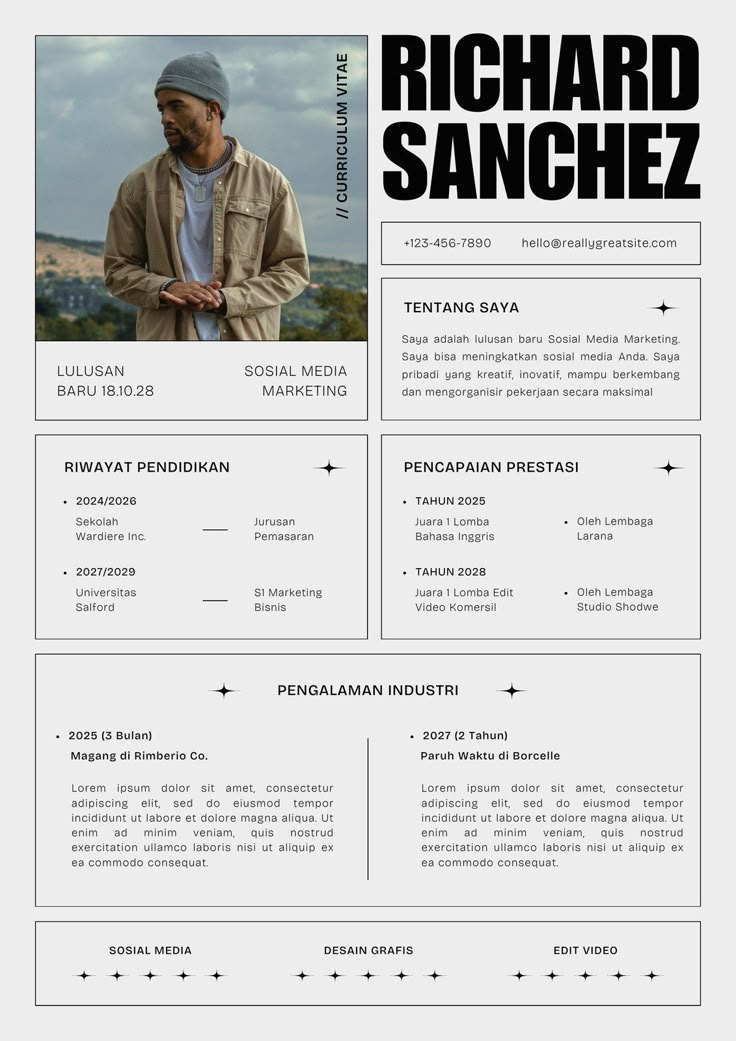 // CURRICULUM VITAE
RICHARD
SANCHEZ
+123-456-7890 hello@reallygreatsite.com
LULUSAN
BARU 18.10.28
SOSIAL MEDIA
MARKETING
TENTANG SAYA
Saya adalah lulusan baru Sosial Media Marketing.
Saya bisa meningkatkan sosial media Anda. Saya
pribadi yang kreatif, inovatif, mampu berkembang
dan mengorganisir pekerjaan secara maksimal
RIWAYAT PENDIDIKAN
• 2024/2026
Sekolah
Wardiere Inc.
Jurusan
Pemasaran
• 2027/2029
Universitas
Salford
S1 Marketing
Bisnis
PENCAPAIAN PRESTASI
• TAHUN 2025
Juara 1 Lomba
Bahasa Inggris
• Oleh Lembaga
Larana
• TAHUN 2028
Juara 1 Lomba Edit
Video Komersil
• Oleh Lembaga
Studio Shodwe
PENGALAMAN INDUSTRI
• 2025 (3 Bulan)
Magang di Rimberio Co.
Lorem ipsum dolor sit amet, consectetur
adipiscing elit, sed do eiusmod tempor
incididunt ut labore et dolore magna aliqua. Ut
enim ad minim veniam, quis nostrud
exercitation ullamco laboris nisi ut aliquip ex
ea commodo consequat.
• 2027 (2 Tahun)
Paruh Waktu di Borcelle
Lorem ipsum dolor sit amet, consectetur
adipiscing elit, sed do eiusmod tempor
incididunt ut labore et dolore magna aliqua. Ut
enim ad minim veniam, quis nostrud
exercitation ullamco laboris nisi ut aliquip ex
ea commodo consequat.
SOSIAL MEDIA
DESAIN GRAFIS
EDIT VIDEO